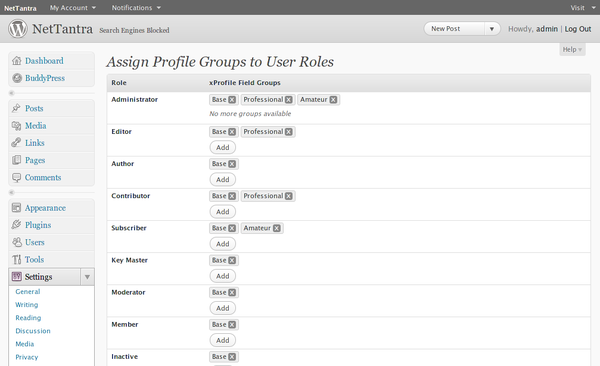 NetTantra My Account Notifications Visit
NetTantra Search Engines Blocked New Post Howdy, admin | Log Out
Help
Dashboard
BuddyPress
Posts
Media
Links
Pages
Comments
Appearance
Plugins
Users
Tools
Settings
General
Writing
Reading
Discussion
Media
Privacy
Assign Profile Groups to User Roles
Role xProfile Field Groups
Administrator Base X Professional X Amateur X
No more groups available
Editor Base X Professional X
Add
Author Base X
Add
Contributor Base X Professional X
Add
Subscriber Base X Amateur X
Add
Key Master Base X
Add
Moderator Base X
Add
Member Base X
Add
Inactive Base X